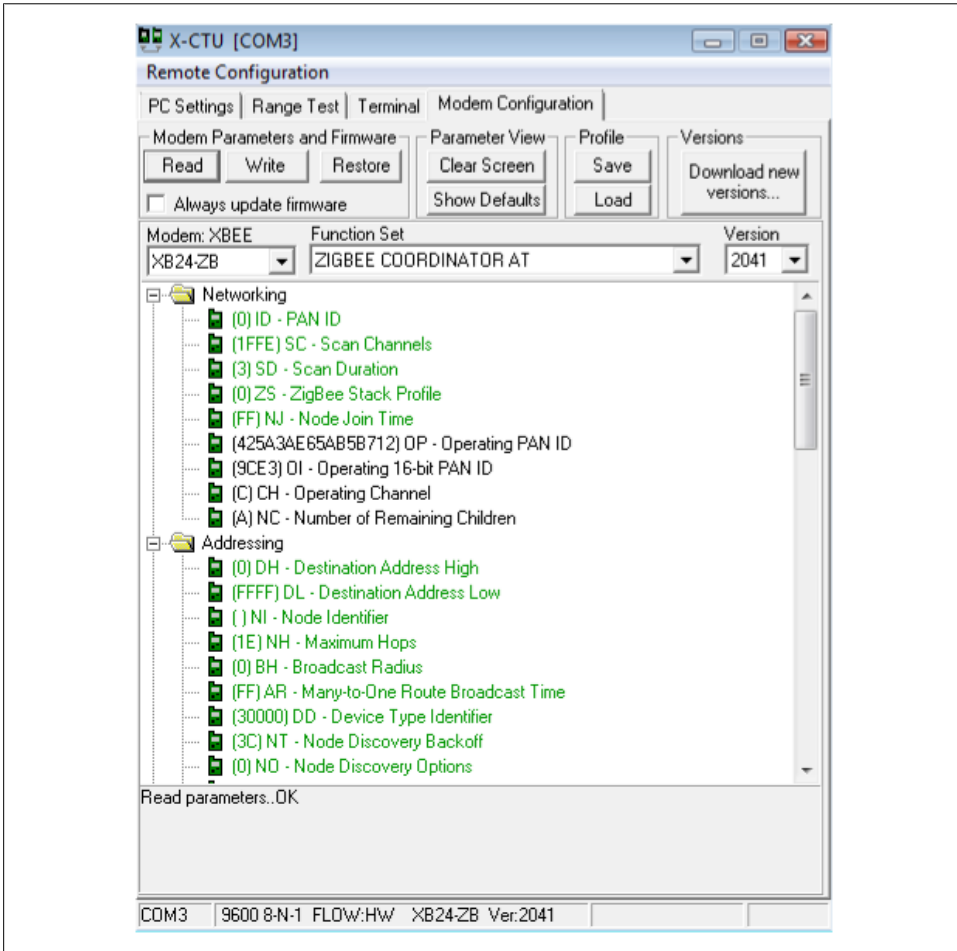 X-CTU [COM3]
Remote Configuration
PC Settings Range Test Terminal Modem Configuration
Modem Parameters and Firmware Parameter View Profile Versions
Read Write Restore Clear Screen Save Download new versions...
Always update firmware Show Defaults Load
Modem: XBEE Function Set Version
XB24-ZB ZIGBEE COORDINATOR AT 2041
Networking
(0) ID - PAN ID
(1FFE) SC - Scan Channels
(3) SD - Scan Duration
(0) ZS - ZigBee Stack Profile
(FF) NJ - Node Join Time
(425A3AE65AB5B712) OP - Operating PAN ID
(9CE3) OI - Operating 16-bit PAN ID
(C) CH - Operating Channel
(A) NC - Number of Remaining Children
Addressing
(0) DH - Destination Address High
(FFFF) DL - Destination Address Low
( ) NI - Node Identifier
(1E) NH - Maximum Hops
(0) BH - Broadcast Radius
(FF) AR - Many-to-One Route Broadcast Time
(30000) DD - Device Type Identifier
(3C) NT - Node Discovery Backoff
(0) NO - Node Discovery Options
Read parameters..OK
COM3 9600 8-N-1 FLOW:HW XB24-ZB Ver:2041